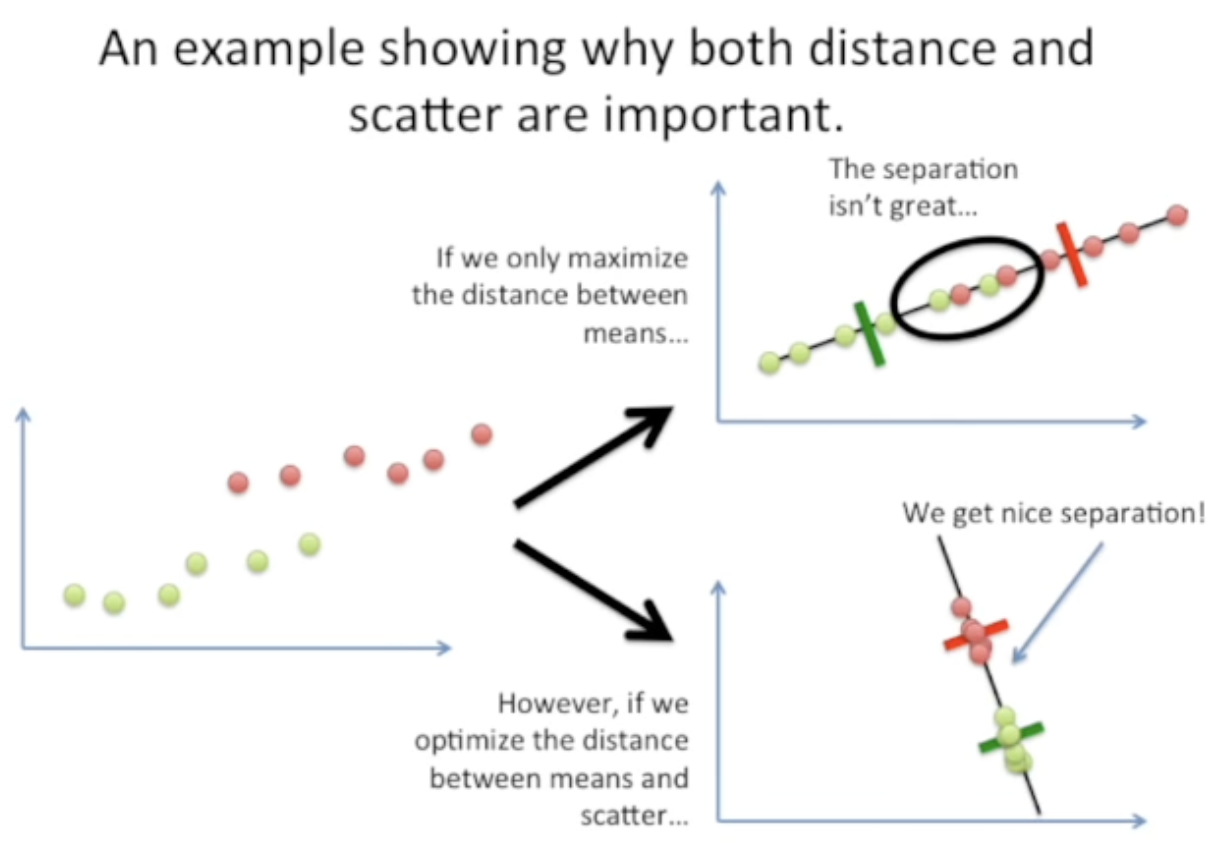 An example showing why both distance and
scatter are important.
The separation
isn't great...
If we only maximize
the distance between
means...
We get nice separation!
However, if we
optimize the distance
between means and
scatter...